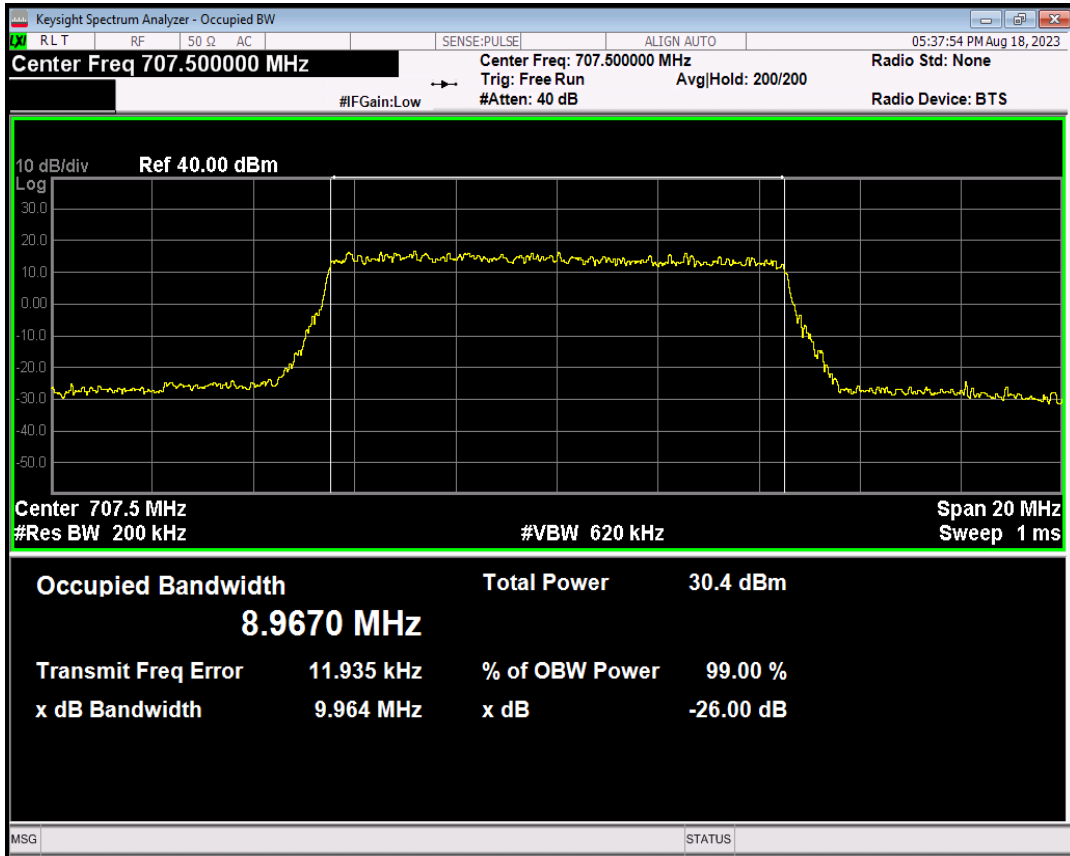 Keysight Spectrum Analyzer - Occupied BW
LXI RLT RF 50 Ω AC SENSE:PULSE ALIGN AUTO 05:37:54 PM Aug 18, 2023
Center Freq 707.500000 MHz Center Freq: 707.500000 MHz Radio Std: None
Trig: Free Run Avg|Hold: 200/200
#IFGain:Low #Atten: 40 dB Radio Device: BTS
10 dB/div Ref 40.00 dBm
Log
30.0
20.0
10.0
0.00
-10.0
-20.0
-30.0
-40.0
-50.0
Center 707.5 MHz Span 20 MHz
#Res BW 200 kHz #VBW 620 kHz Sweep 1 ms
Occupied Bandwidth Total Power 30.4 dBm
8.9670 MHz
Transmit Freq Error 11.935 kHz % of OBW Power 99.00 %
x dB Bandwidth 9.964 MHz x dB -26.00 dB
MSG STATUS